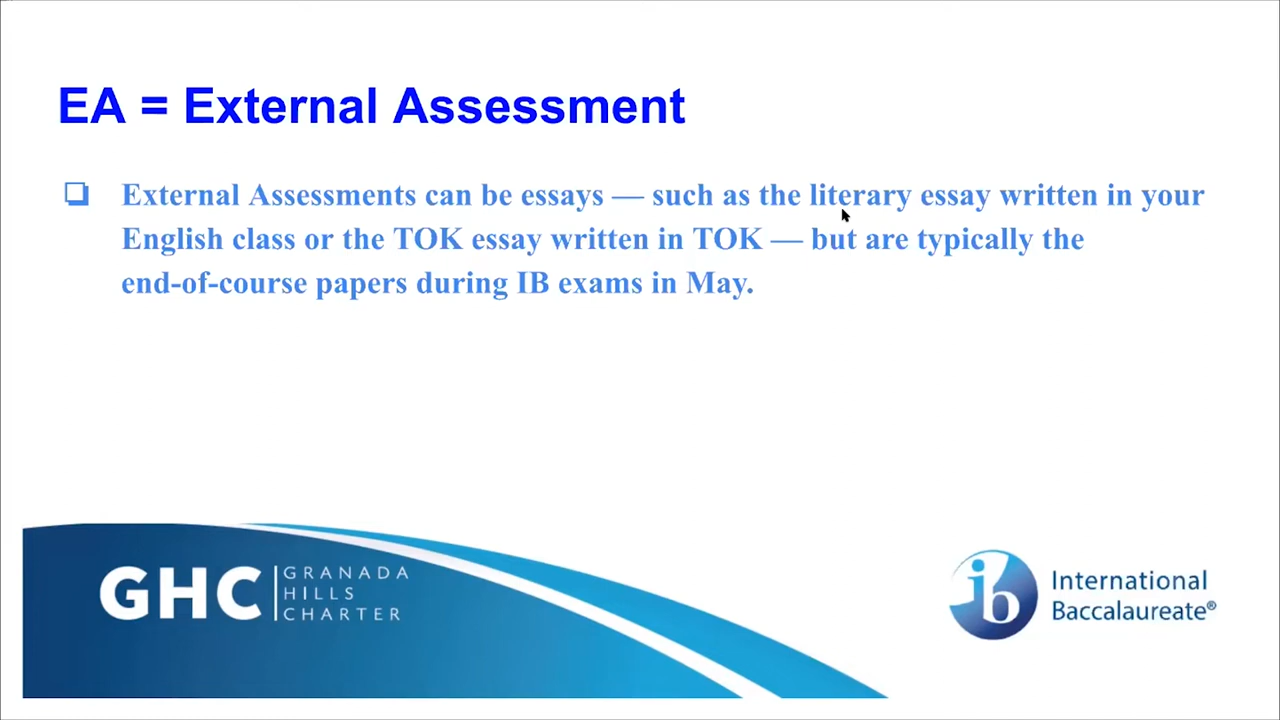 EA = External Assessment
❏ External Assessments can be essays — such as the literary essay written in your
English class or the TOK essay written in TOK — but are typically the
end-of-course papers during IB exams in May.
GHC
GRANADA
HILLS
CHARTER
ib
International
Baccalaureate®